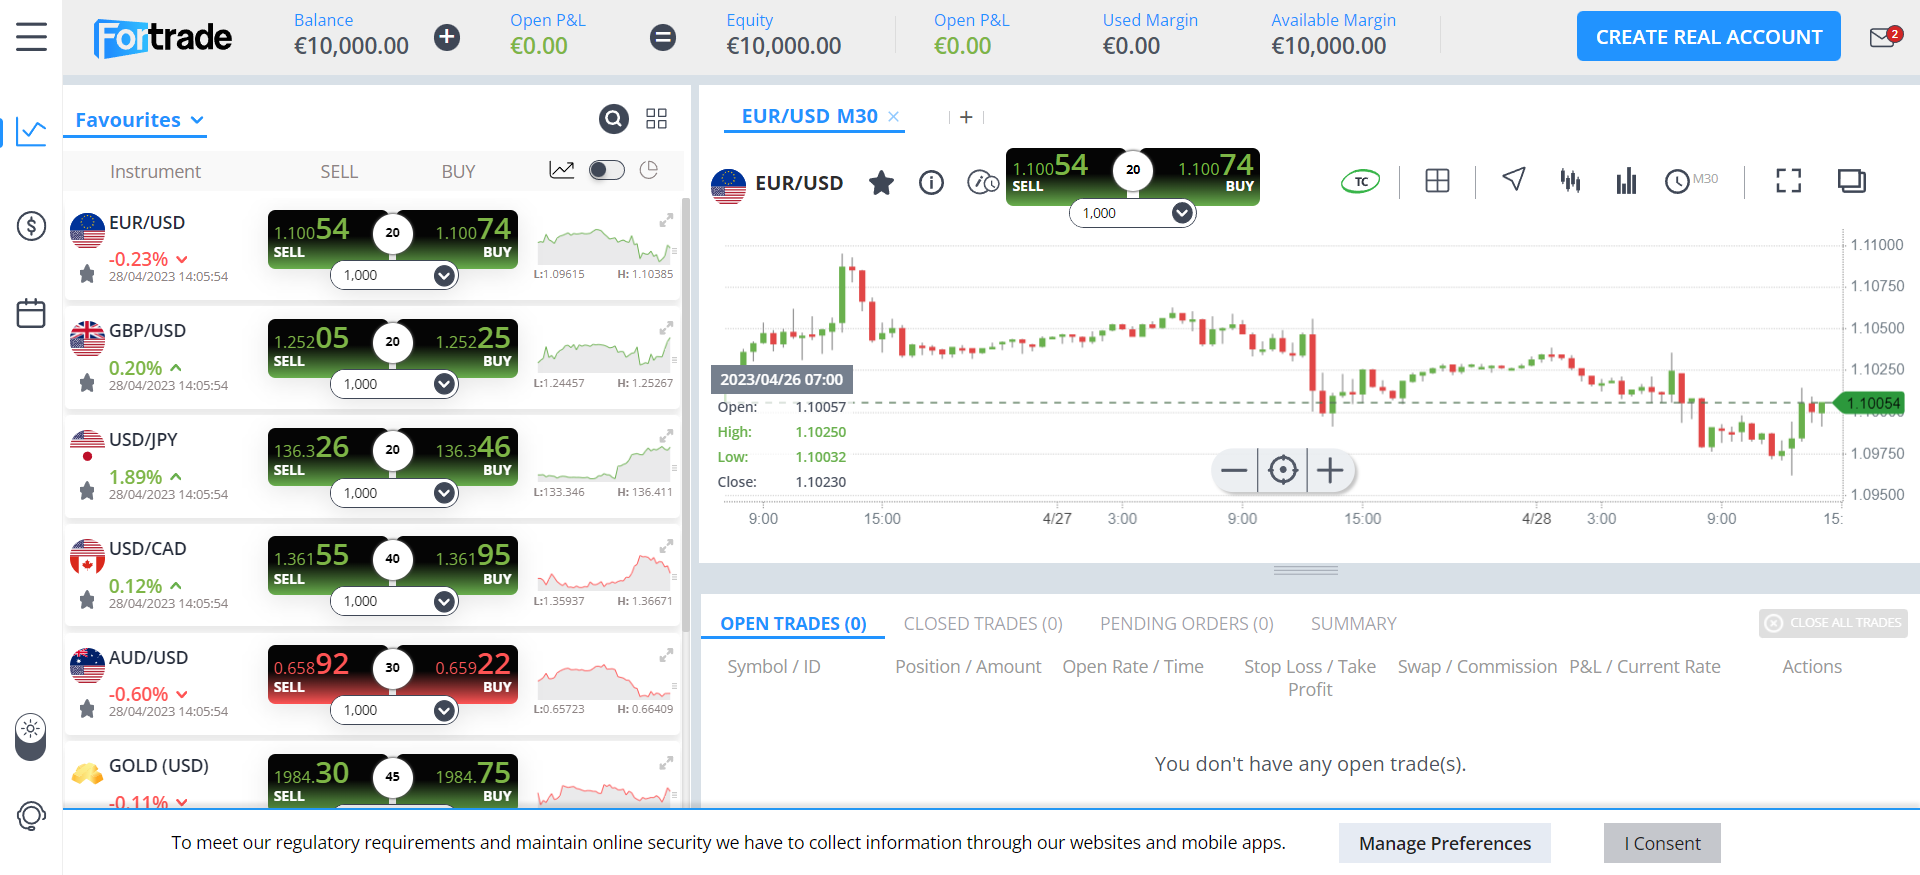 Fortrade
Balance
€10,000.00
Open P&L
€0.00
Equity
€10,000.00
Open P&L
€0.00
Used Margin
€0.00
Available Margin
€10,000.00
CREATE REAL ACCOUNT
2
Favourites
Instrument SELL BUY
EUR/USD
-0.23%
28/04/2023 14:05:54
1.10054
SELL
20
1.10074
BUY
1,000
L:1.09615 H: 1.10385
GBP/USD
0.20%
28/04/2023 14:05:54
1.25205
SELL
20
1.25225
BUY
1,000
L:1.24457 H: 1.25267
USD/JPY
1.89%
28/04/2023 14:05:54
136.326
SELL
20
136.346
BUY
1,000
L:133.346 H: 136.411
USD/CAD
0.12%
28/04/2023 14:05:54
1.36155
SELL
40
1.36195
BUY
1,000
L:1.35937 H: 1.36671
AUD/USD
-0.60%
28/04/2023 14:05:54
0.65892
SELL
30
0.65922
BUY
1,000
L:0.65723 H: 0.66409
GOLD (USD)
-0.11%
1984.30
SELL
45
1984.75
BUY
EUR/USD M30
+
EUR/USD
1.10054
SELL
20
1.10074
BUY
1,000
TC
M30
1.11000
1.10750
1.10500
1.10250
1.10054
1.10000
1.09750
1.09500
2023/04/26 07:00
Open: 1.10057
High: 1.10250
Low: 1.10032
Close: 1.10230
9:00 15:00 4/27 3:00 9:00 15:00 4/28 3:00 9:00 15:
OPEN TRADES (0) CLOSED TRADES (0) PENDING ORDERS (0) SUMMARY
CLOSE ALL TRADES
Symbol / ID Position / Amount Open Rate / Time Stop Loss / Take Profit Swap / Commission P&L / Current Rate Actions
You don't have any open trade(s).
To meet our regulatory requirements and maintain online security we have to collect information through our websites and mobile apps.
Manage Preferences
I Consent